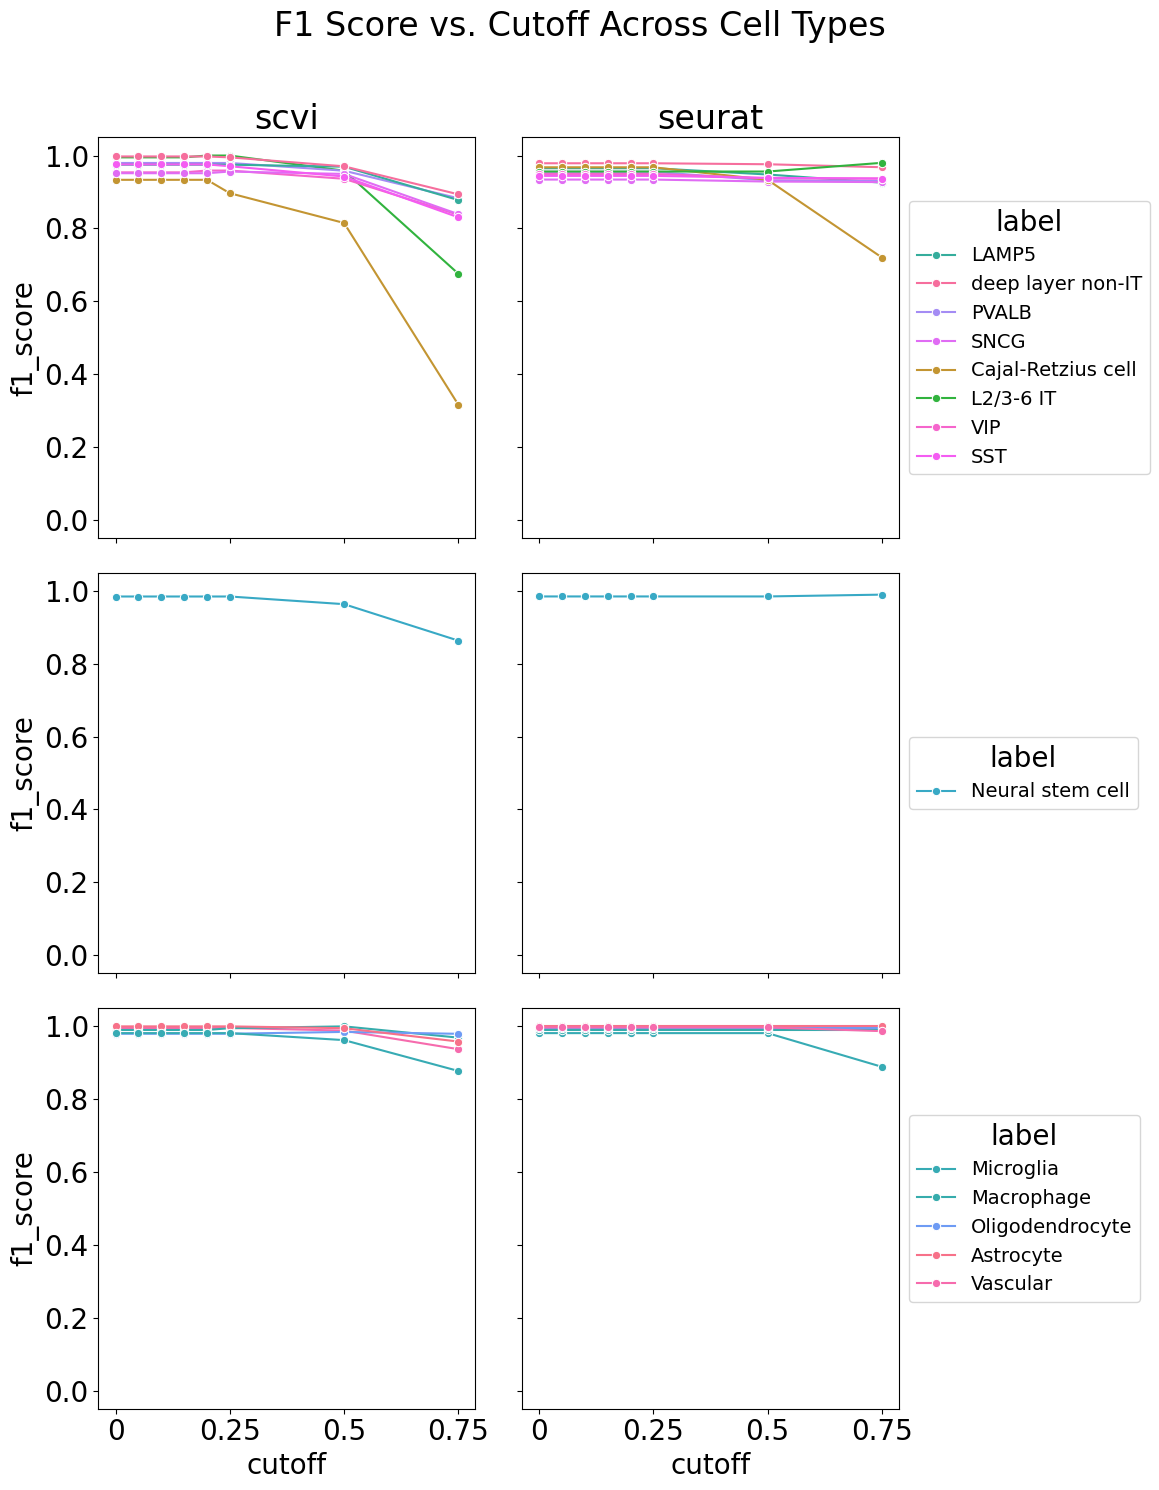 F1 Score vs. Cutoff Across Cell Types
scvi
seurat
1.0
0.8
0.6
0.4
0.2
0.0
f1_score
label
LAMP5
deep layer non-IT
PVALB
SNCG
Cajal-Retzius cell
L2/3-6 IT
VIP
SST
1.0
0.8
0.6
0.4
0.2
0.0
f1_score
label
Neural stem cell
1.0
0.8
0.6
0.4
0.2
0.0
f1_score
label
Microglia
Macrophage
Oligodendrocyte
Astrocyte
Vascular
0 0.25 0.5 0.75
cutoff
0 0.25 0.5 0.75
cutoff